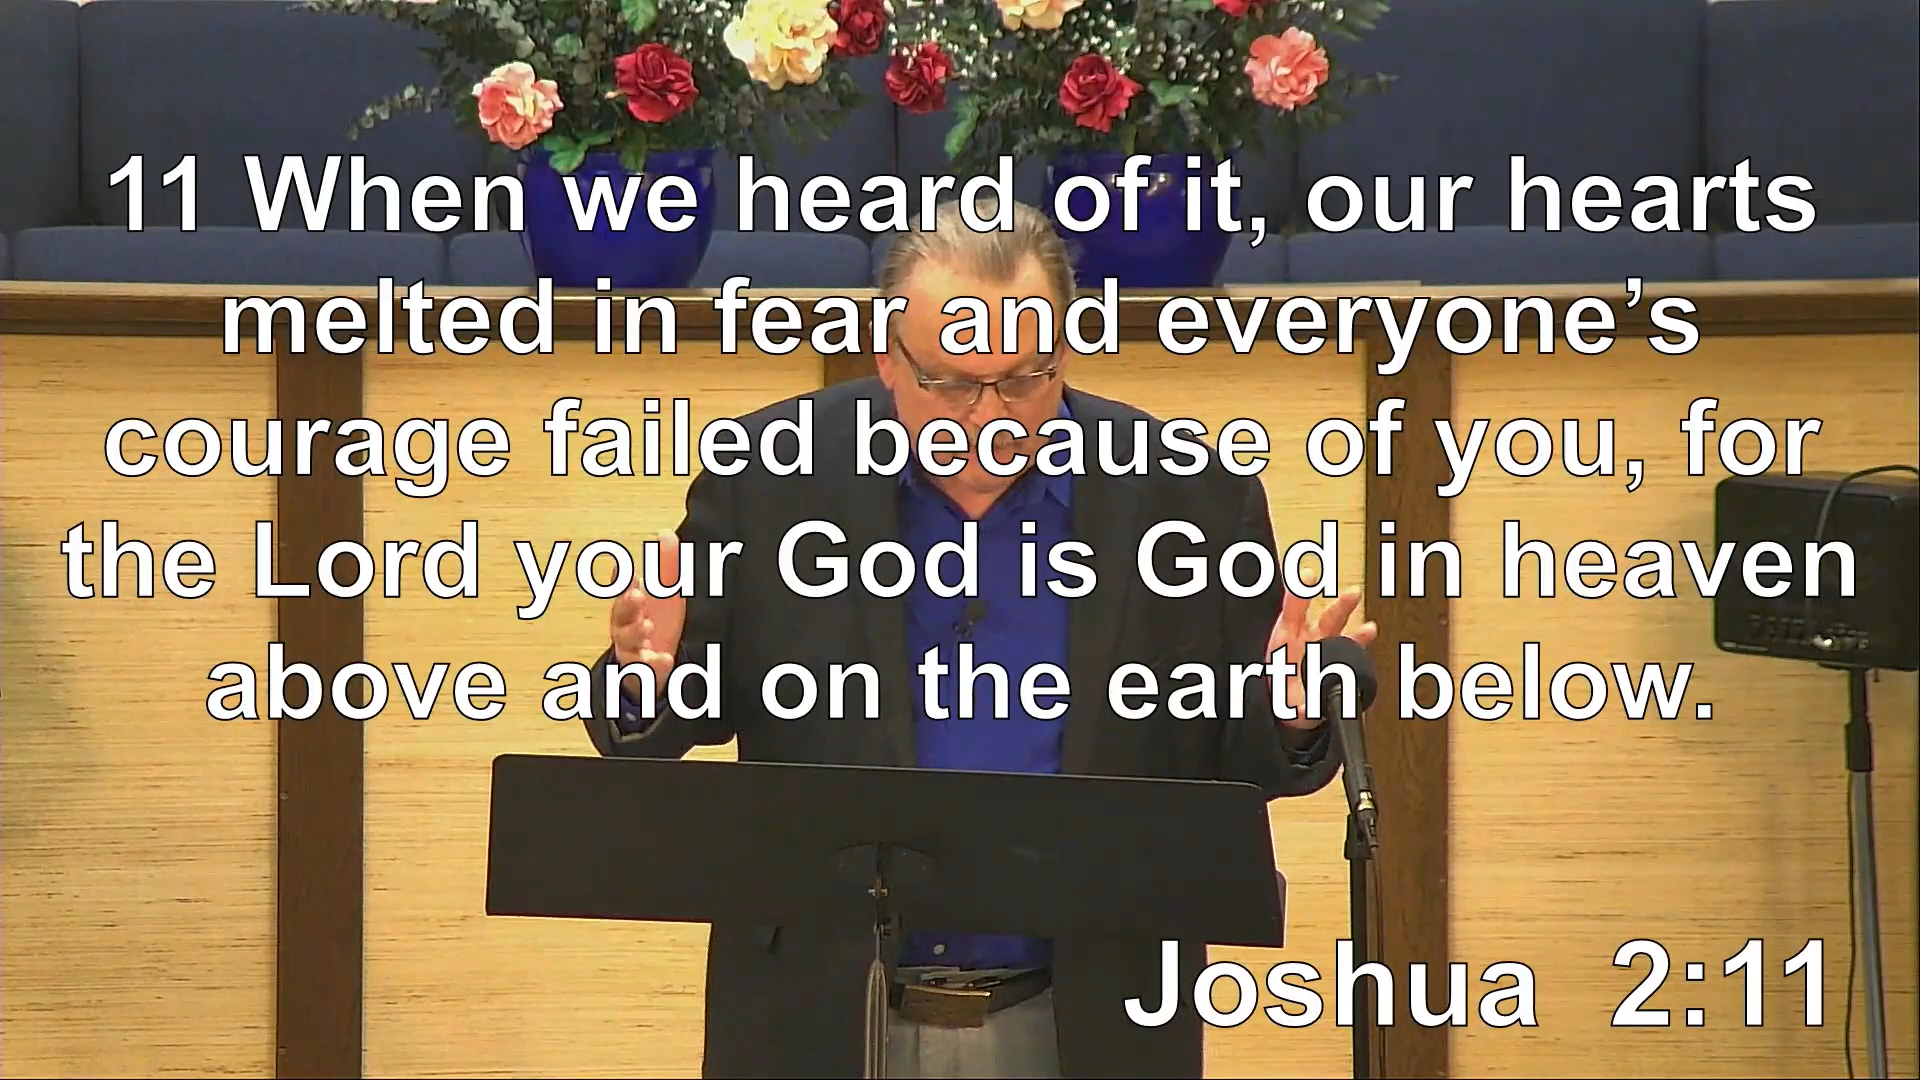 11 When we heard of it, our hearts
melted in fear and everyone’s
courage failed because of you, for
the Lord your God is God in heaven
above and on the earth below.
Joshua 2:11